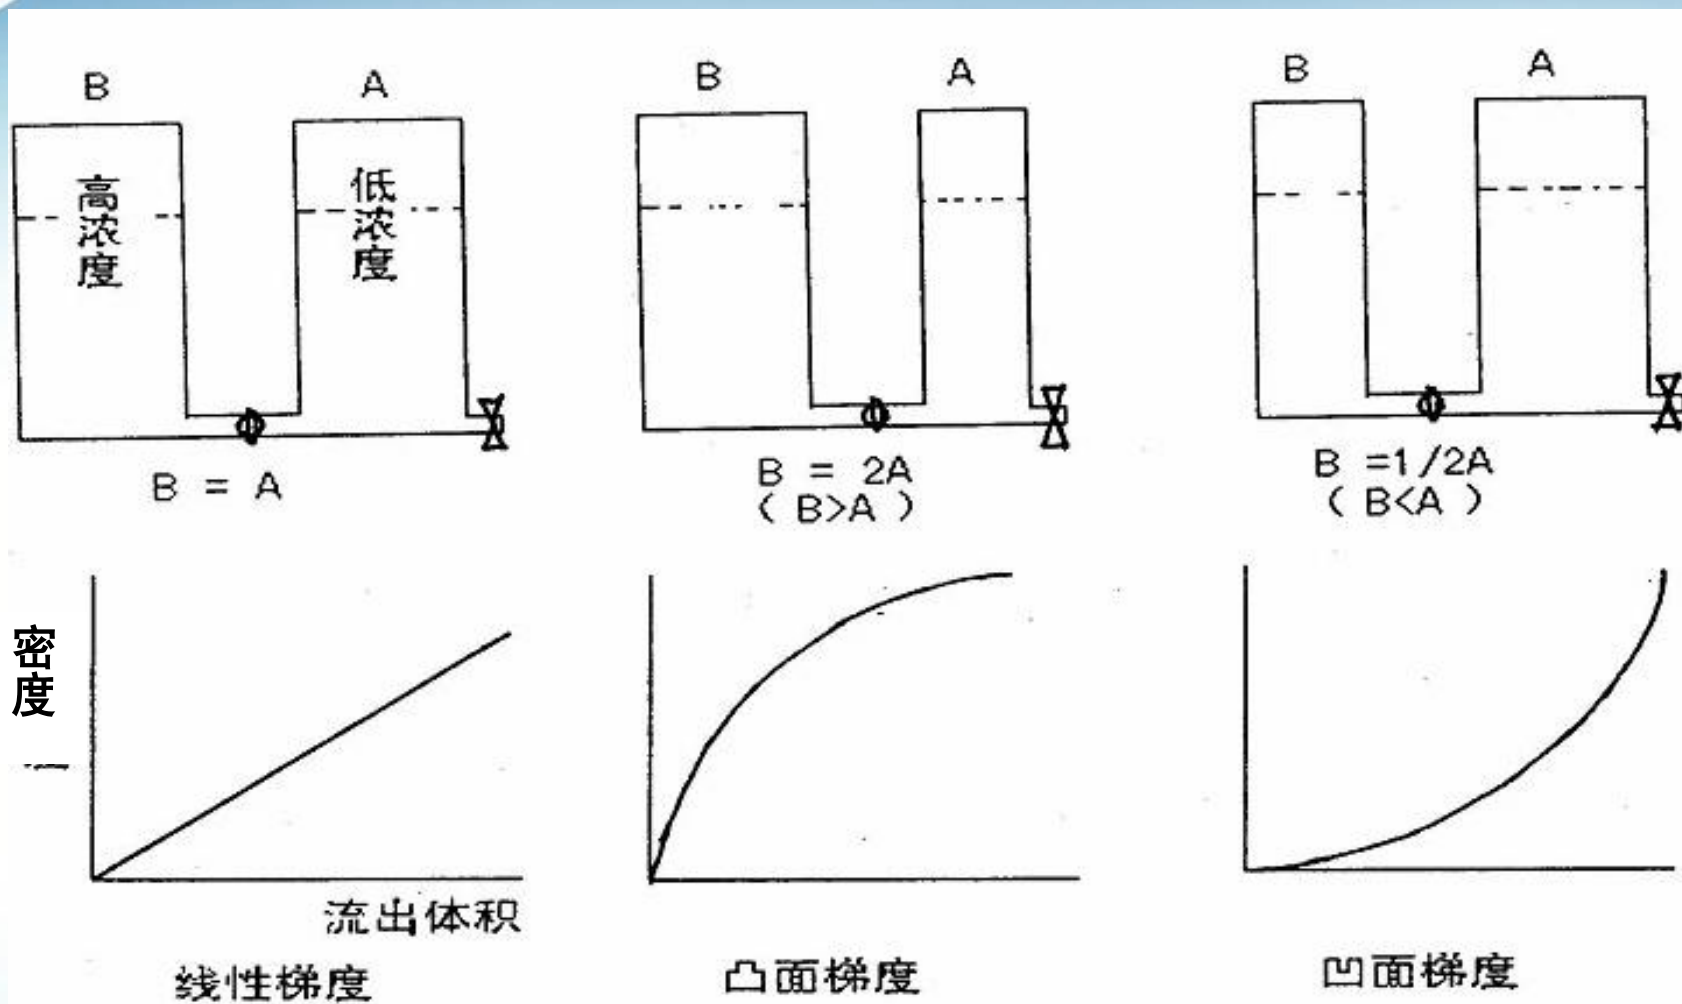 B
A
B
A
B
A
高浓度
低浓度
B = A
B = 2A
( B>A )
B =1/2A
( B<A )
密度
流出体积
线性梯度
凸面梯度
凹面梯度